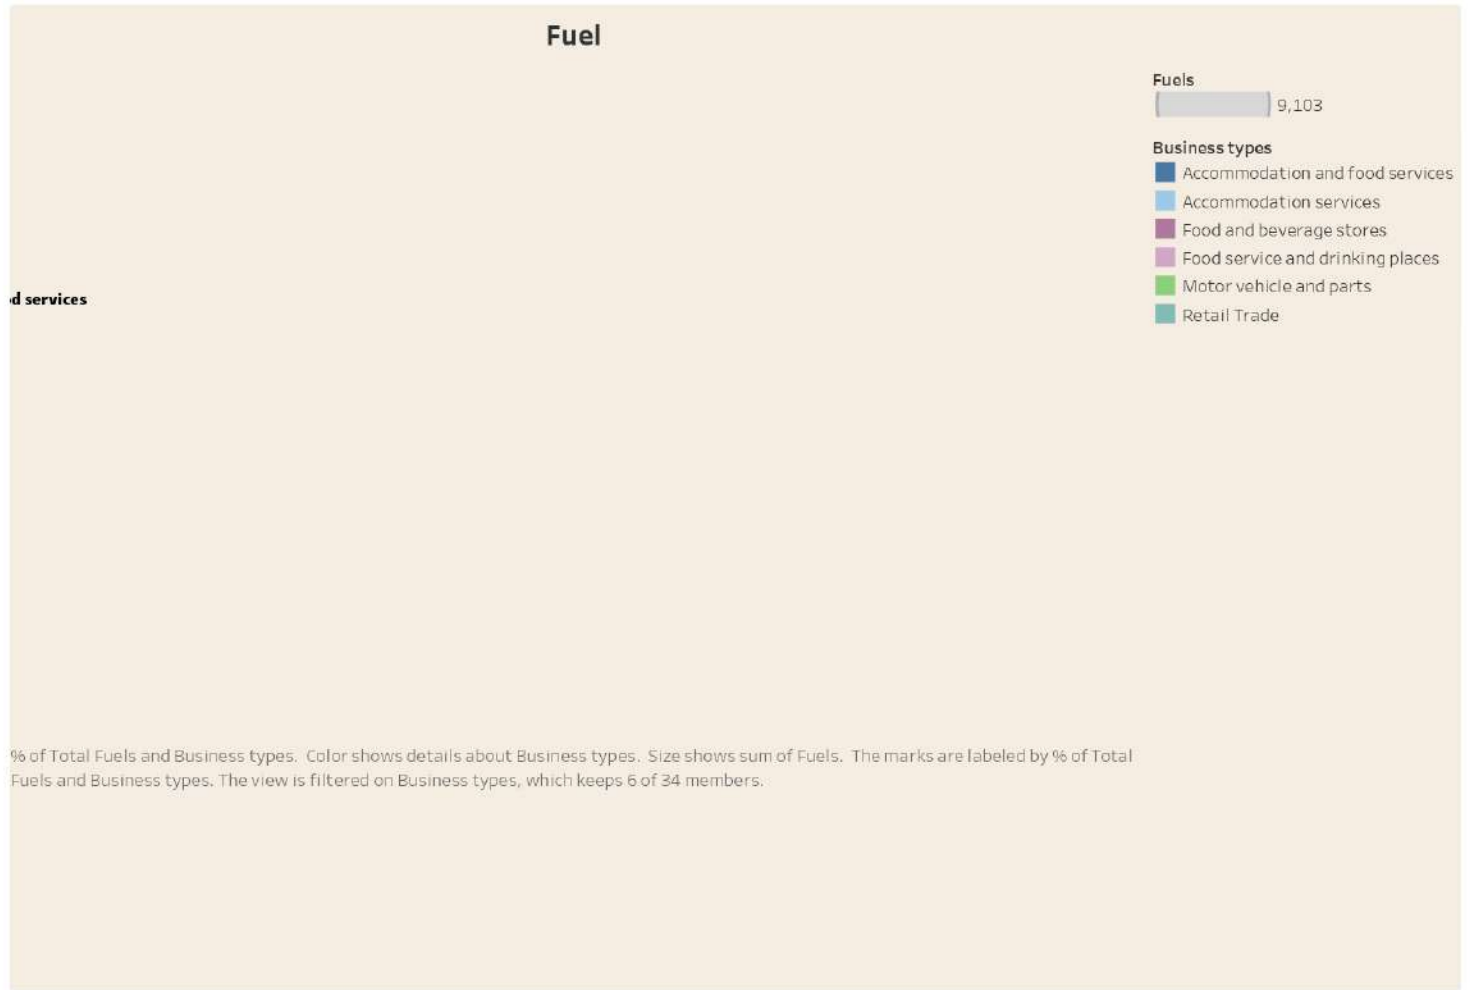 Fuel
Fuels
9,103
Business types
Accommodation and food services
Accommodation services
Food and beverage stores
Food service and drinking places
Motor vehicle and parts
Retail Trade
d services
% of Total Fuels and Business types. Color shows details about Business types. Size shows sum of Fuels. The marks are labeled by % of Total
Fuels and Business types. The view is filtered on Business types, which keeps 6 of 34 members.